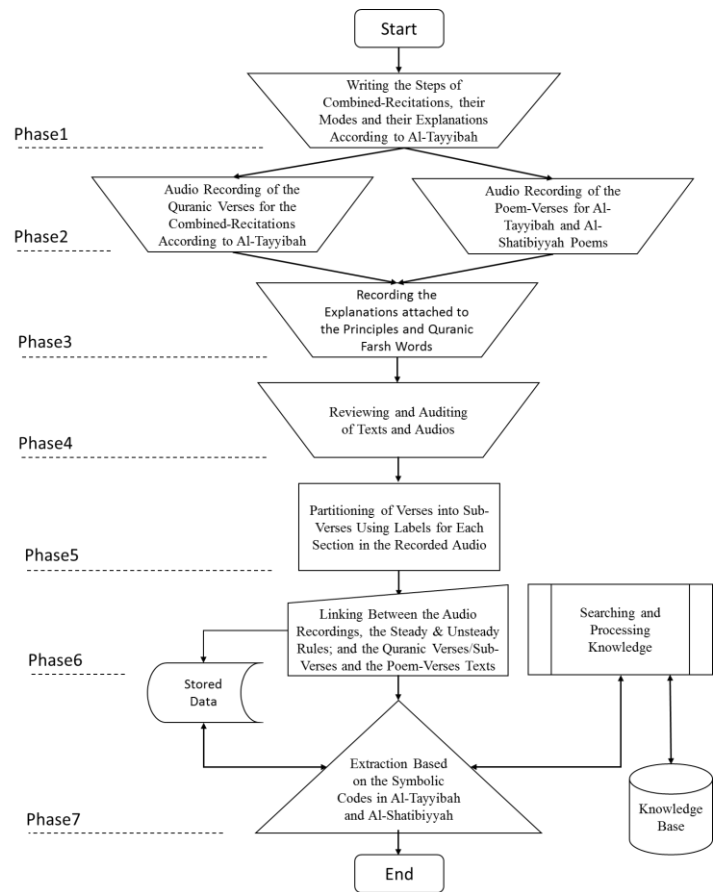 Start
Writing the Steps of
Combined-Recitations, their
Modes and their Explanations
According to Al-Tayyibah
Phase1
Audio Recording of the
Quranic Verses for the
Combined-Recitations
According to Al-Tayyibah
Audio Recording of the
Poem-Verses for Al-
Tayyibah and Al-
Shatibiyyah Poems
Phase2
Recording the
Explanations attached to
the Principles and Quranic
Farsh Words
Phase3
Reviewing and Auditing
of Texts and Audios
Phase4
Partitioning of Verses into Sub-
Verses Using Labels for Each
Section in the Recorded Audio
Phase5
Linking Between the Audio
Recordings, the Steady & Unsteady
Rules; and the Quranic Verses/Sub-
Verses and the Poem-Verses Texts
Searching and
Processing
Knowledge
Phase6
Stored
Data
Extraction Based
on the Symbolic
Codes in Al-Tayyibah
and Al-Shatibiyyah
Knowledge
Base
Phase7
End